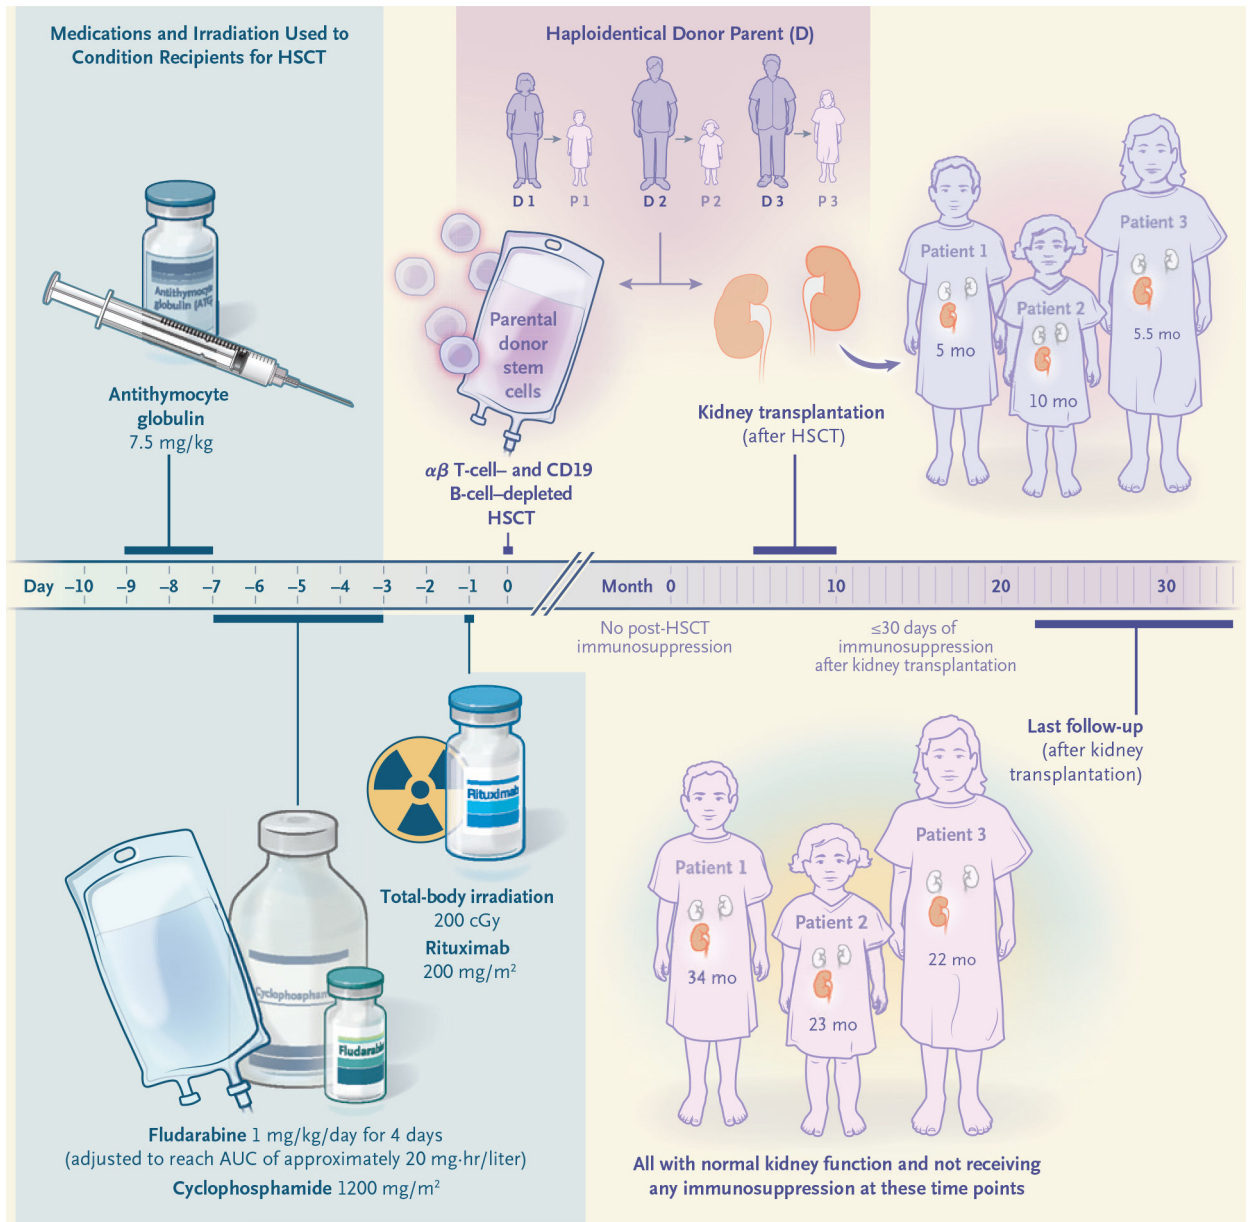 Medications and Irradiation Used to
Condition Recipients for HSCT
Haploidentical Donor Parent (D)
D 1
P 1
D 2
P 2
D 3
P 3
Antithymocyte
globulin (ATG
Antithymocyte
globulin
7.5 mg/kg
Parental
donor
stem
cells
αβ T-cell– and CD19
B-cell–depleted
HSCT
Kidney transplantation
(after HSCT)
Patient 1
5 mo
Patient 2
10 mo
Patient 3
5.5 mo
Day –10 –9 –8 –7 –6 –5 –4 –3 –2 –1 0 Month 0 10 20 30
No post-HSCT
immunosuppression
≤30 days of
immunosuppression
after kidney transplantation
Last follow-up
(after kidney
transplantation)
Rituximab
Total-body irradiation
200 cGy
Rituximab
200 mg/m²
Cyclophospham
Fludarabin
Fludarabine 1 mg/kg/day for 4 days
(adjusted to reach AUC of approximately 20 mg·hr/liter)
Cyclophosphamide 1200 mg/m²
Patient 1
34 mo
Patient 2
23 mo
Patient 3
22 mo
All with normal kidney function and not receiving
any immunosuppression at these time points